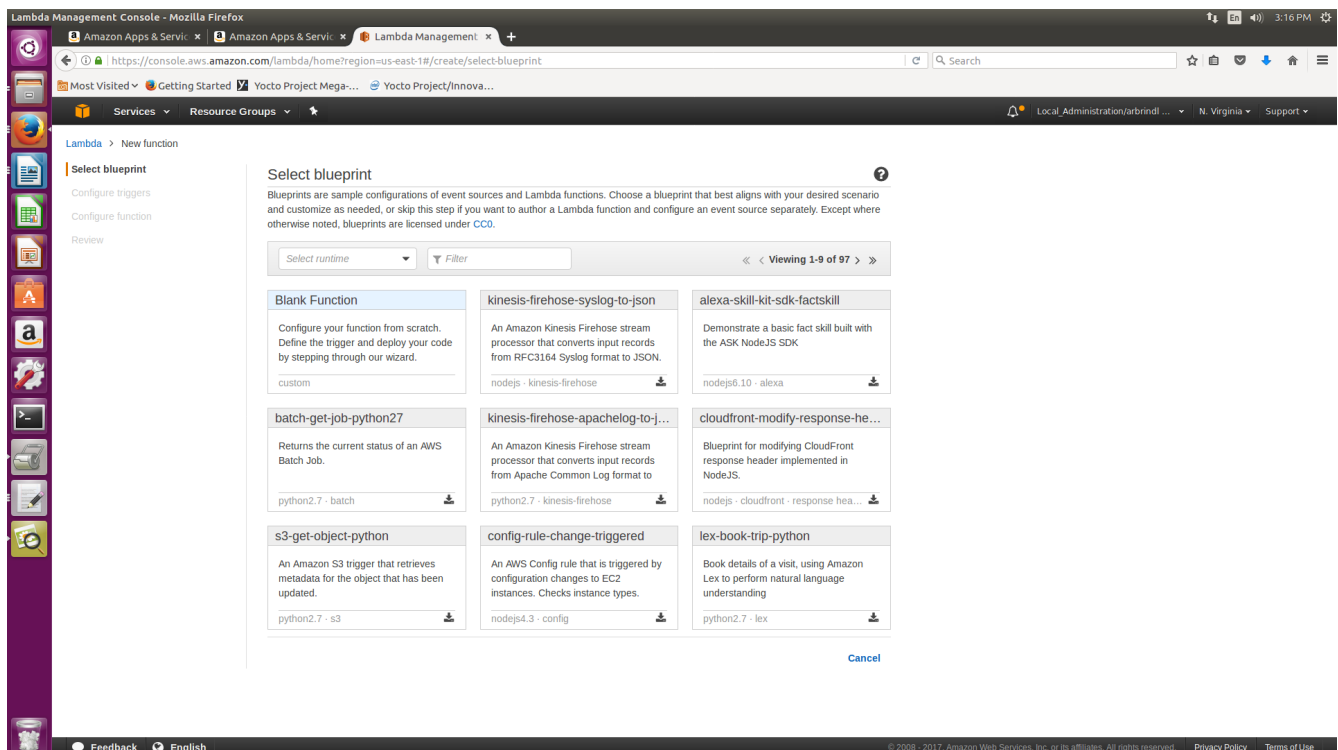 Lambda Management Console - Mozilla Firefox
En
3:16 PM
Amazon Apps & Servic
Amazon Apps & Servic
Lambda Management
https://console.aws.amazon.com/lambda/home?region=us-east-1#/create/select-blueprint
Search
Most Visited
Getting Started
Yocto Project Mega-...
Yocto Project/Innova...
Services
Resource Groups
Local_Administration/arbrindl ...
N. Virginia
Support
Lambda > New function
Select blueprint
Configure triggers
Configure function
Review
Select blueprint
Blueprints are sample configurations of event sources and Lambda functions. Choose a blueprint that best aligns with your desired scenario
and customize as needed, or skip this step if you want to author a Lambda function and configure an event source separately. Except where
otherwise noted, blueprints are licensed under CC0.
Select runtime
Filter
« < Viewing 1-9 of 97 > »
Blank Function
Configure your function from scratch.
Define the trigger and deploy your code
by stepping through our wizard.
custom
kinesis-firehose-syslog-to-json
An Amazon Kinesis Firehose stream
processor that converts input records
from RFC3164 Syslog format to JSON.
nodejs · kinesis-firehose
alexa-skill-kit-sdk-factskill
Demonstrate a basic fact skill built with
the ASK NodeJS SDK
nodejs6.10 · alexa
batch-get-job-python27
Returns the current status of an AWS
Batch Job.
python2.7 · batch
kinesis-firehose-apachelog-to-j...
An Amazon Kinesis Firehose stream
processor that converts input records
from Apache Common Log format to
python2.7 · kinesis-firehose
cloudfront-modify-response-he...
Blueprint for modifying CloudFront
response header implemented in
NodeJS.
nodejs · cloudfront · response hea...
s3-get-object-python
An Amazon S3 trigger that retrieves
metadata for the object that has been
updated.
python2.7 · s3
config-rule-change-triggered
An AWS Config rule that is triggered by
configuration changes to EC2
instances. Checks instance types.
nodejs4.3 · config
lex-book-trip-python
Book details of a visit, using Amazon
Lex to perform natural language
understanding
python2.7 · lex
Cancel
Feedback
English
© 2008 - 2017, Amazon Web Services, Inc. or its affiliates. All rights reserved.
Privacy Policy
Terms of Use